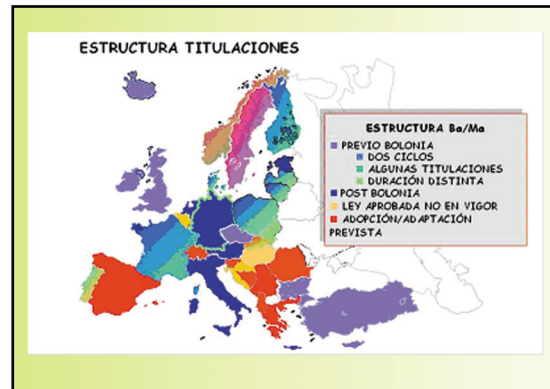 ESTRUCTURA TITULACIONES
ESTRUCTURA Ba/Ma
PREVIO BOLONIA
DOS CICLOS
ALGUNAS TITULACIONES
DURACIÓN DISTINTA
POST BOLONIA
LEY APROBADA NO EN VIGOR
ADOPCIÓN/ADAPTACIÓN
PREVISTA